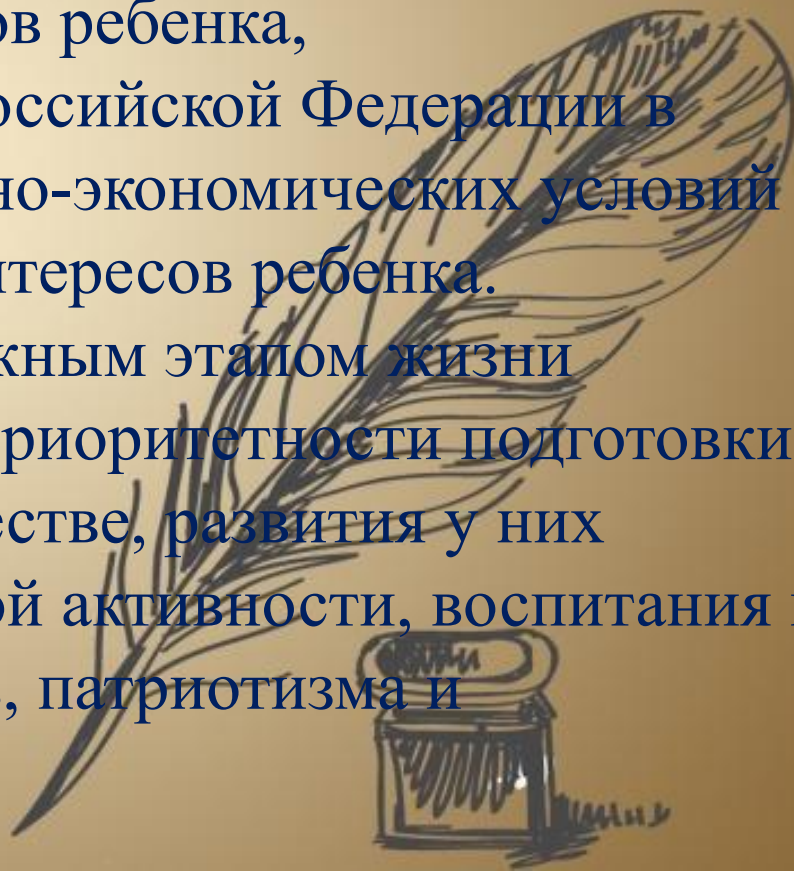 ов ребенка,
оссийской Федерации в
но-экономических условий
нтересов ребенка.
жным этапом жизни
риоритетности подготовки
естве, развития у них
ой активности, воспитания
, патриотизма и